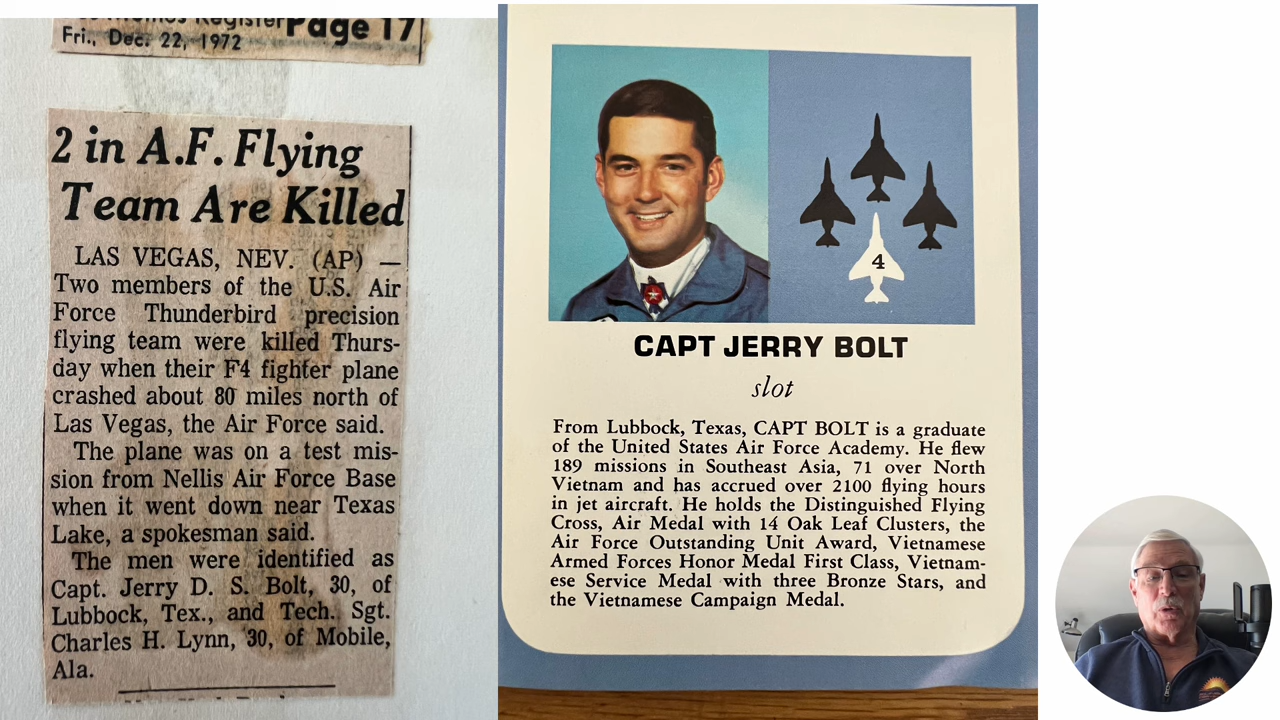 Register Page 17
Fri., Dec. 22, 1972
2 in A.F. Flying
Team Are Killed
LAS VEGAS, NEV. (AP) —
Two members of the U.S. Air
Force Thunderbird precision
flying team were killed Thurs-
day when their F4 fighter plane
crashed about 80 miles north of
Las Vegas, the Air Force said.
The plane was on a test mis-
sion from Nellis Air Force Base
when it went down near Texas
Lake, a spokesman said.
The men were identified as
Capt. Jerry D. S. Bolt, 30, of
Lubbock, Tex., and Tech. Sgt.
Charles H. Lynn, 30, of Mobile,
Ala.
4
CAPT JERRY BOLT
slot
From Lubbock, Texas, CAPT BOLT is a graduate
of the United States Air Force Academy. He flew
189 missions in Southeast Asia, 71 over North
Vietnam and has accrued over 2100 flying hours
in jet aircraft. He holds the Distinguished Flying
Cross, Air Medal with 14 Oak Leaf Clusters, the
Air Force Outstanding Unit Award, Vietnamese
Armed Forces Honor Medal First Class, Vietnam-
ese Service Medal with three Bronze Stars, and
the Vietnamese Campaign Medal.